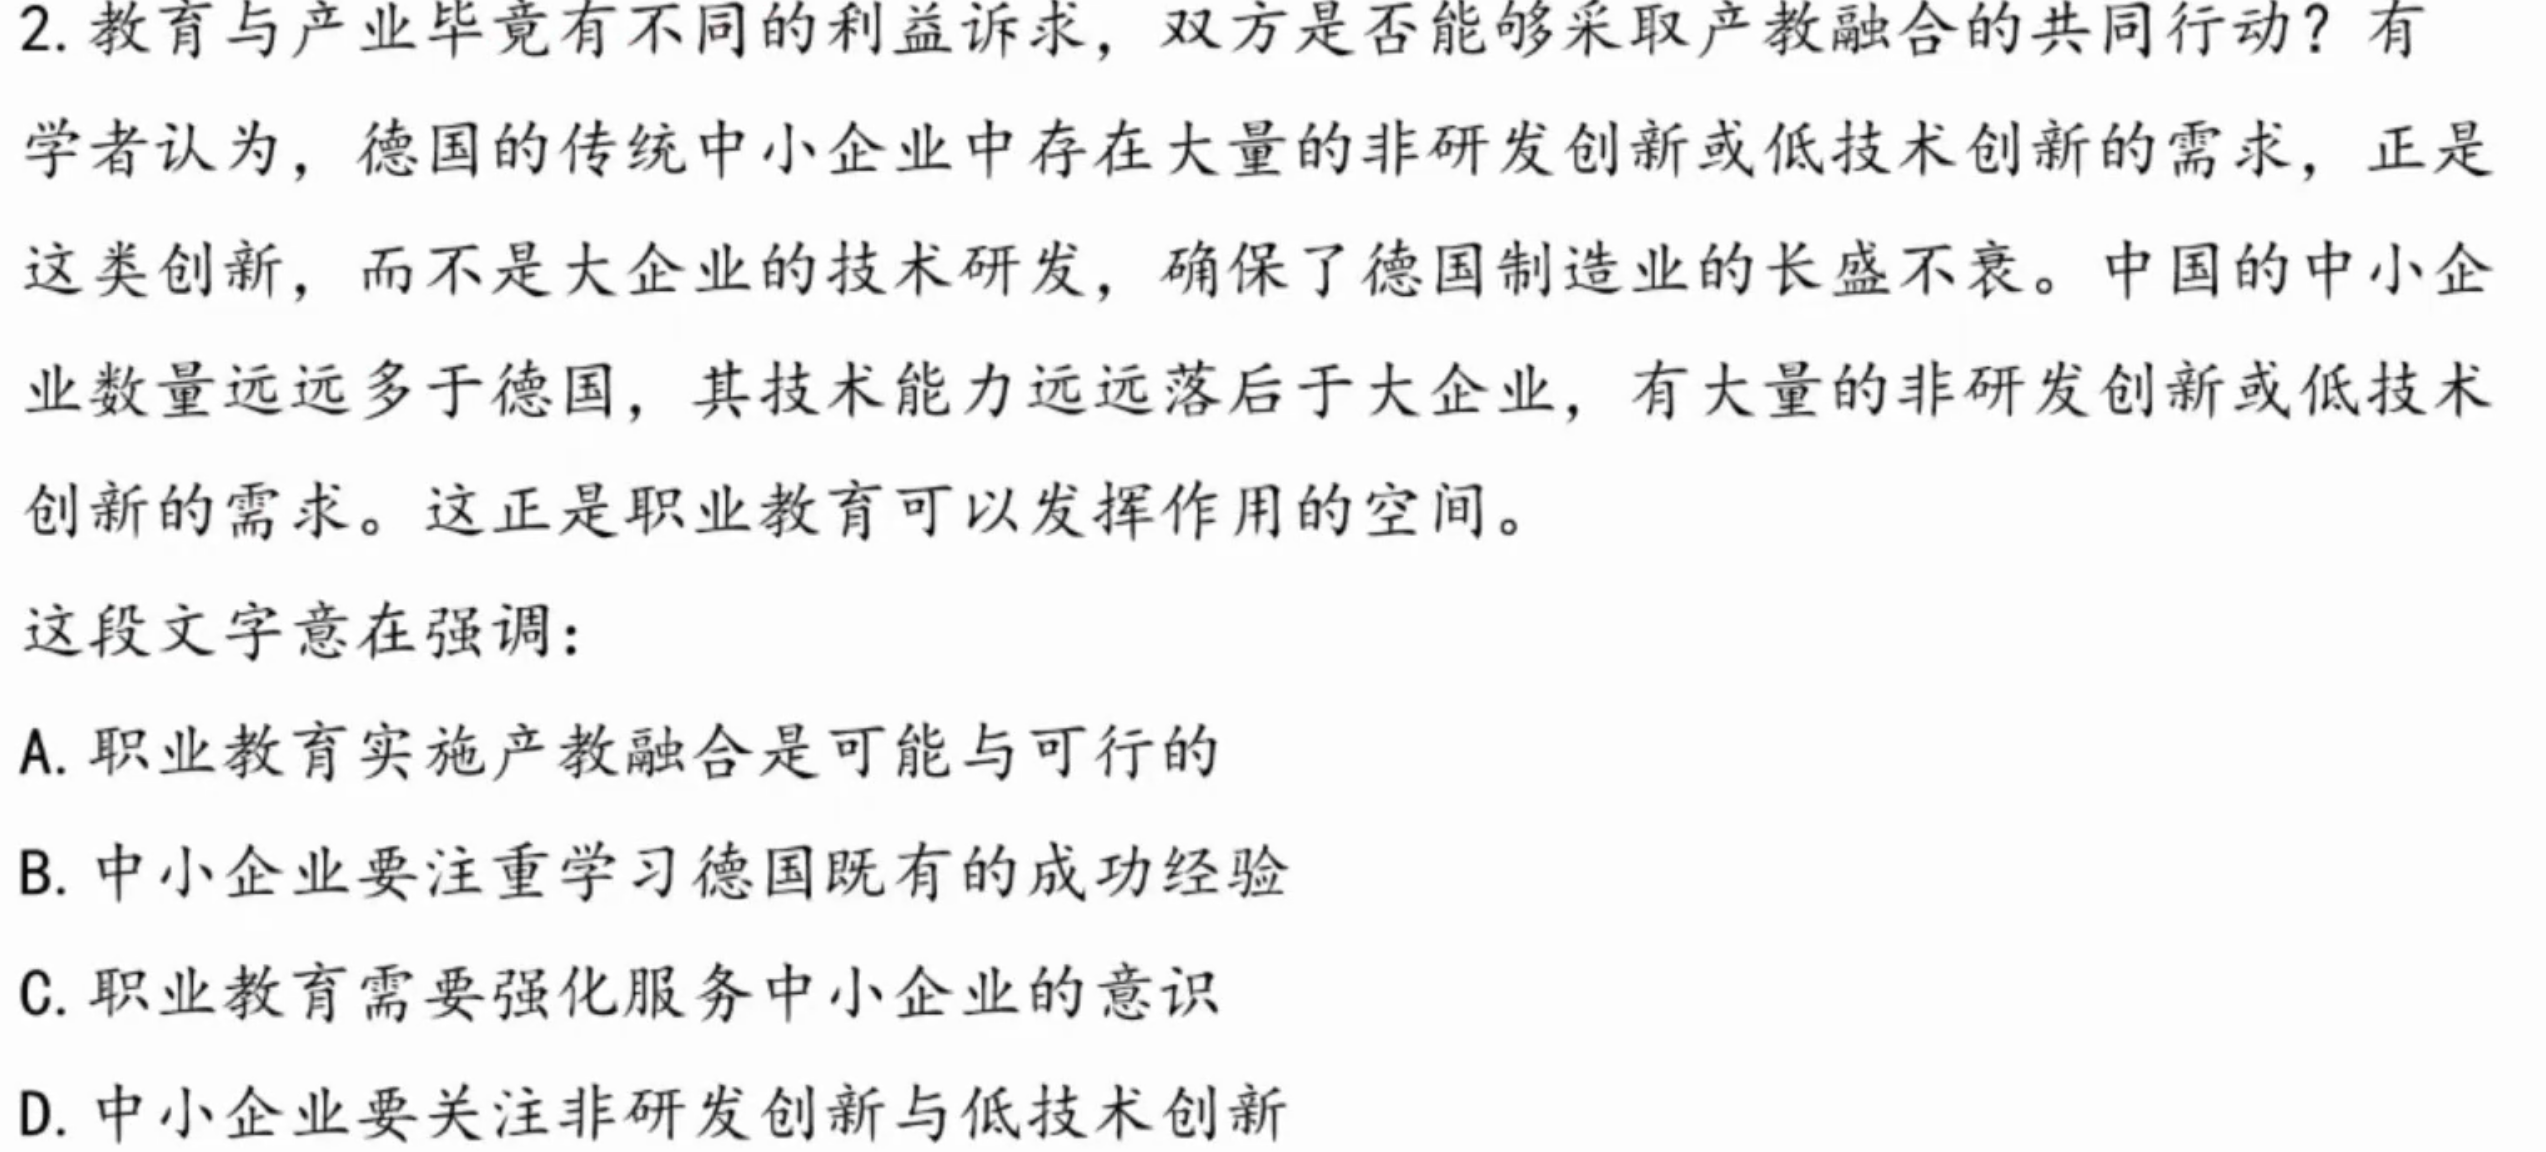 2. 教育与产业毕竟有不同的利益诉求，双方是否能够采取产教融合的共同行动？有
学者认为，德国的传统中小企业中存在大量的非研发创新或低技术创新的需求，正是
这类创新，而不是大企业的技术研发，确保了德国制造业的长盛不衰。中国的中小企
业数量远远多于德国，其技术能力远远落后于大企业，有大量的非研发创新或低技术
创新的需求。这正是职业教育可以发挥作用的空间。
这段文字意在强调：
A. 职业教育实施产教融合是可能与可行的
B. 中小企业要注重学习德国既有的成功经验
C. 职业教育需要强化服务中小企业的意识
D. 中小企业要关注非研发创新与低技术创新